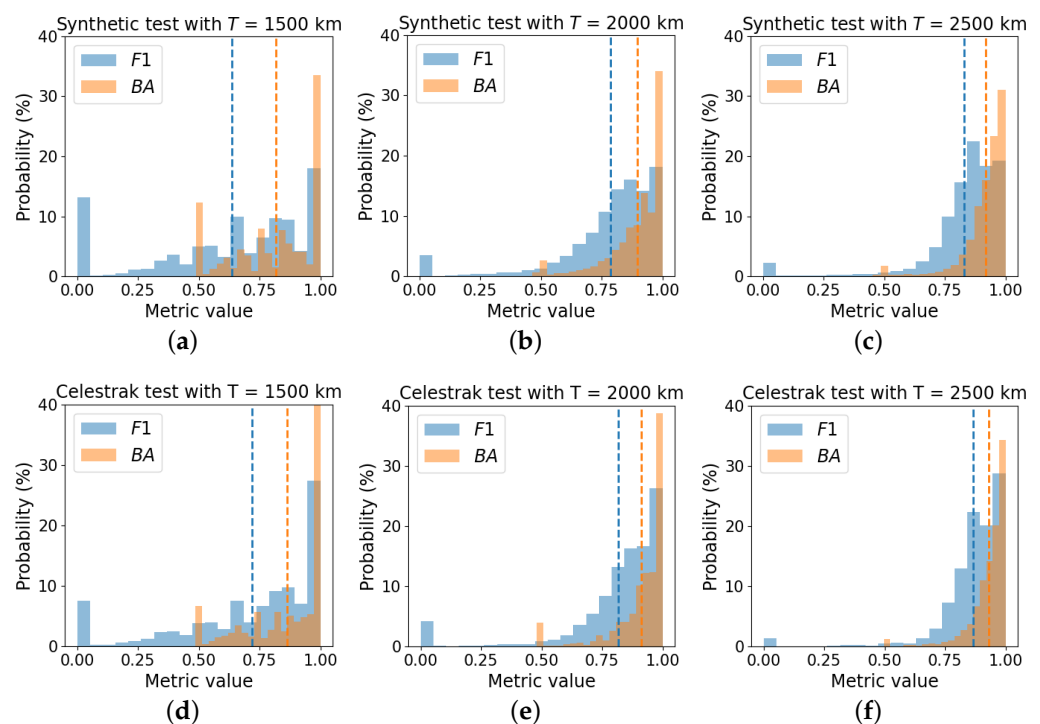 Synthetic test with T = 1500 km
Synthetic test with T = 2000 km
Synthetic test with T = 2500 km
40
30
20
10
0
Probability (%)
F1
BA
0.00 0.25 0.50 0.75 1.00
Metric value
(a)
40
30
20
10
0
Probability (%)
F1
BA
0.00 0.25 0.50 0.75 1.00
Metric value
(b)
40
30
20
10
0
Probability (%)
F1
BA
0.00 0.25 0.50 0.75 1.00
Metric value
(c)
Celestrak test with T = 1500 km
Celestrak test with T = 2000 km
Celestrak test with T = 2500 km
40
30
20
10
0
Probability (%)
F1
BA
0.00 0.25 0.50 0.75 1.00
Metric value
(d)
40
30
20
10
0
Probability (%)
F1
BA
0.00 0.25 0.50 0.75 1.00
Metric value
(e)
40
30
20
10
0
Probability (%)
F1
BA
0.00 0.25 0.50 0.75 1.00
Metric value
(f)